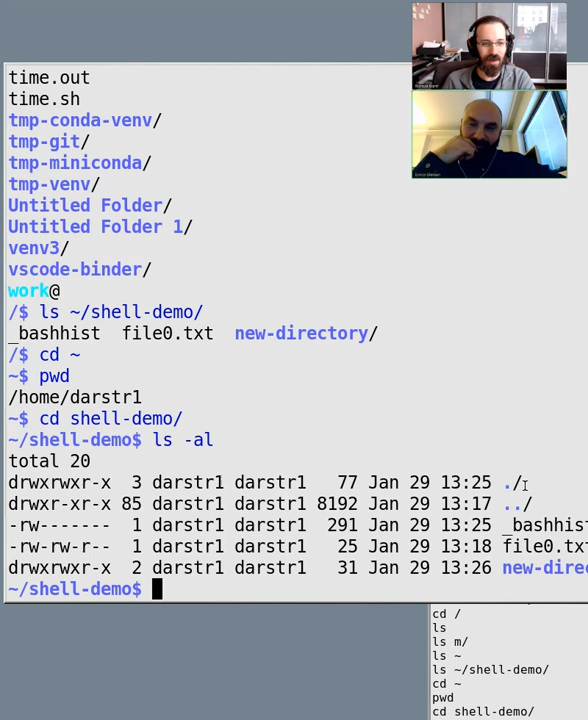 time.out
time.sh
tmp-conda-venv/
tmp-git/
tmp-miniconda/
tmp-venv/
Untitled Folder/
Untitled Folder 1/
venv3/
vscode-binder/
work@
/$ ls ~/shell-demo/
_bashhist  file0.txt  new-directory/
/$ cd ~
~$ pwd
/home/darstr1
~$ cd shell-demo/
~/shell-demo$ ls -al
total 20
drwxrwxr-x  3 darstr1 darstr1   77 Jan 29 13:25 ./
drwxr-xr-x 85 darstr1 darstr1 8192 Jan 29 13:17 ../
-rw-------  1 darstr1 darstr1  291 Jan 29 13:25 _bashhist
-rw-rw-r--  1 darstr1 darstr1   25 Jan 29 13:18 file0.tx
drwxrwxr-x  2 darstr1 darstr1   31 Jan 29 13:26 new-direc
~/shell-demo$
cd /
ls
ls m/
ls ~
ls ~/shell-demo/
cd ~
pwd
cd shell-demo/